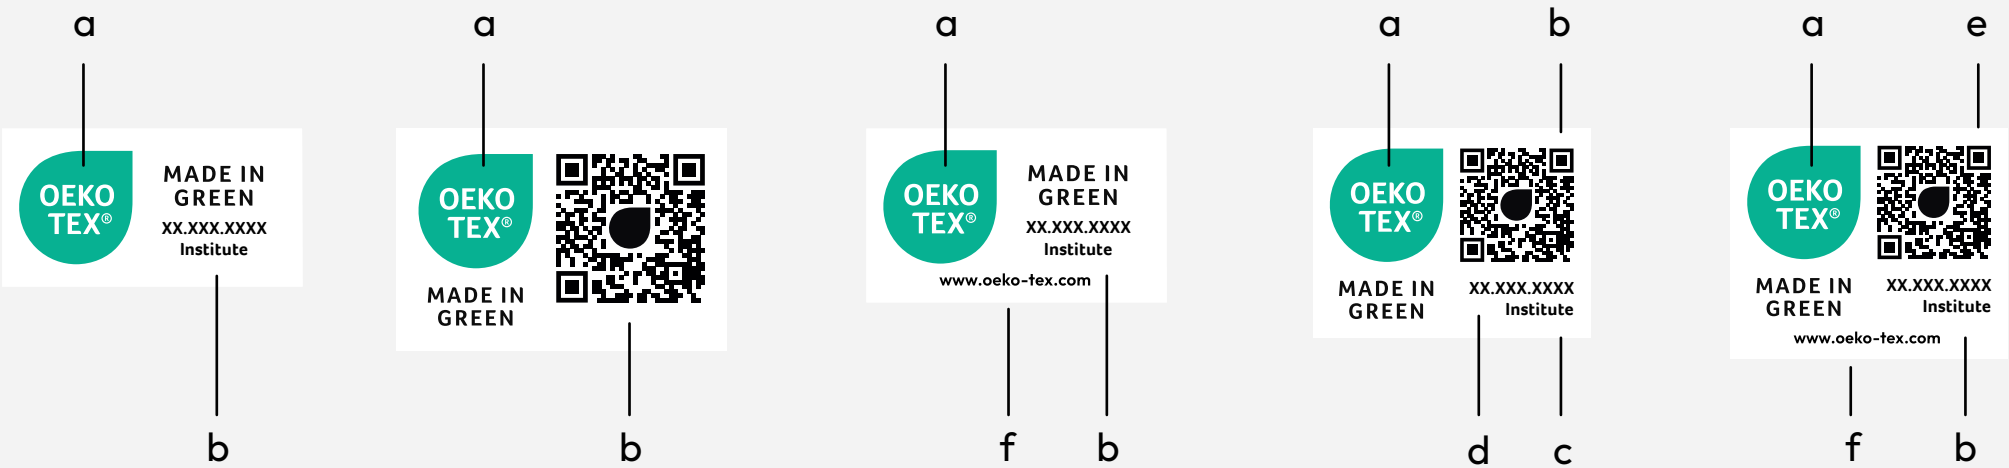 a
a
a
a
b
a
e
OEKO
TEX®
MADE IN
GREEN
XX.XXX.XXXX
Institute
b
OEKO
TEX®
MADE IN
GREEN
b
OEKO
TEX®
MADE IN
GREEN
XX.XXX.XXXX
Institute
www.oeko-tex.com
f
b
OEKO
TEX®
MADE IN
GREEN
XX.XXX.XXXX
Institute
d
c
OEKO
TEX®
MADE IN
GREEN
XX.XXX.XXXX
Institute
www.oeko-tex.com
f
b